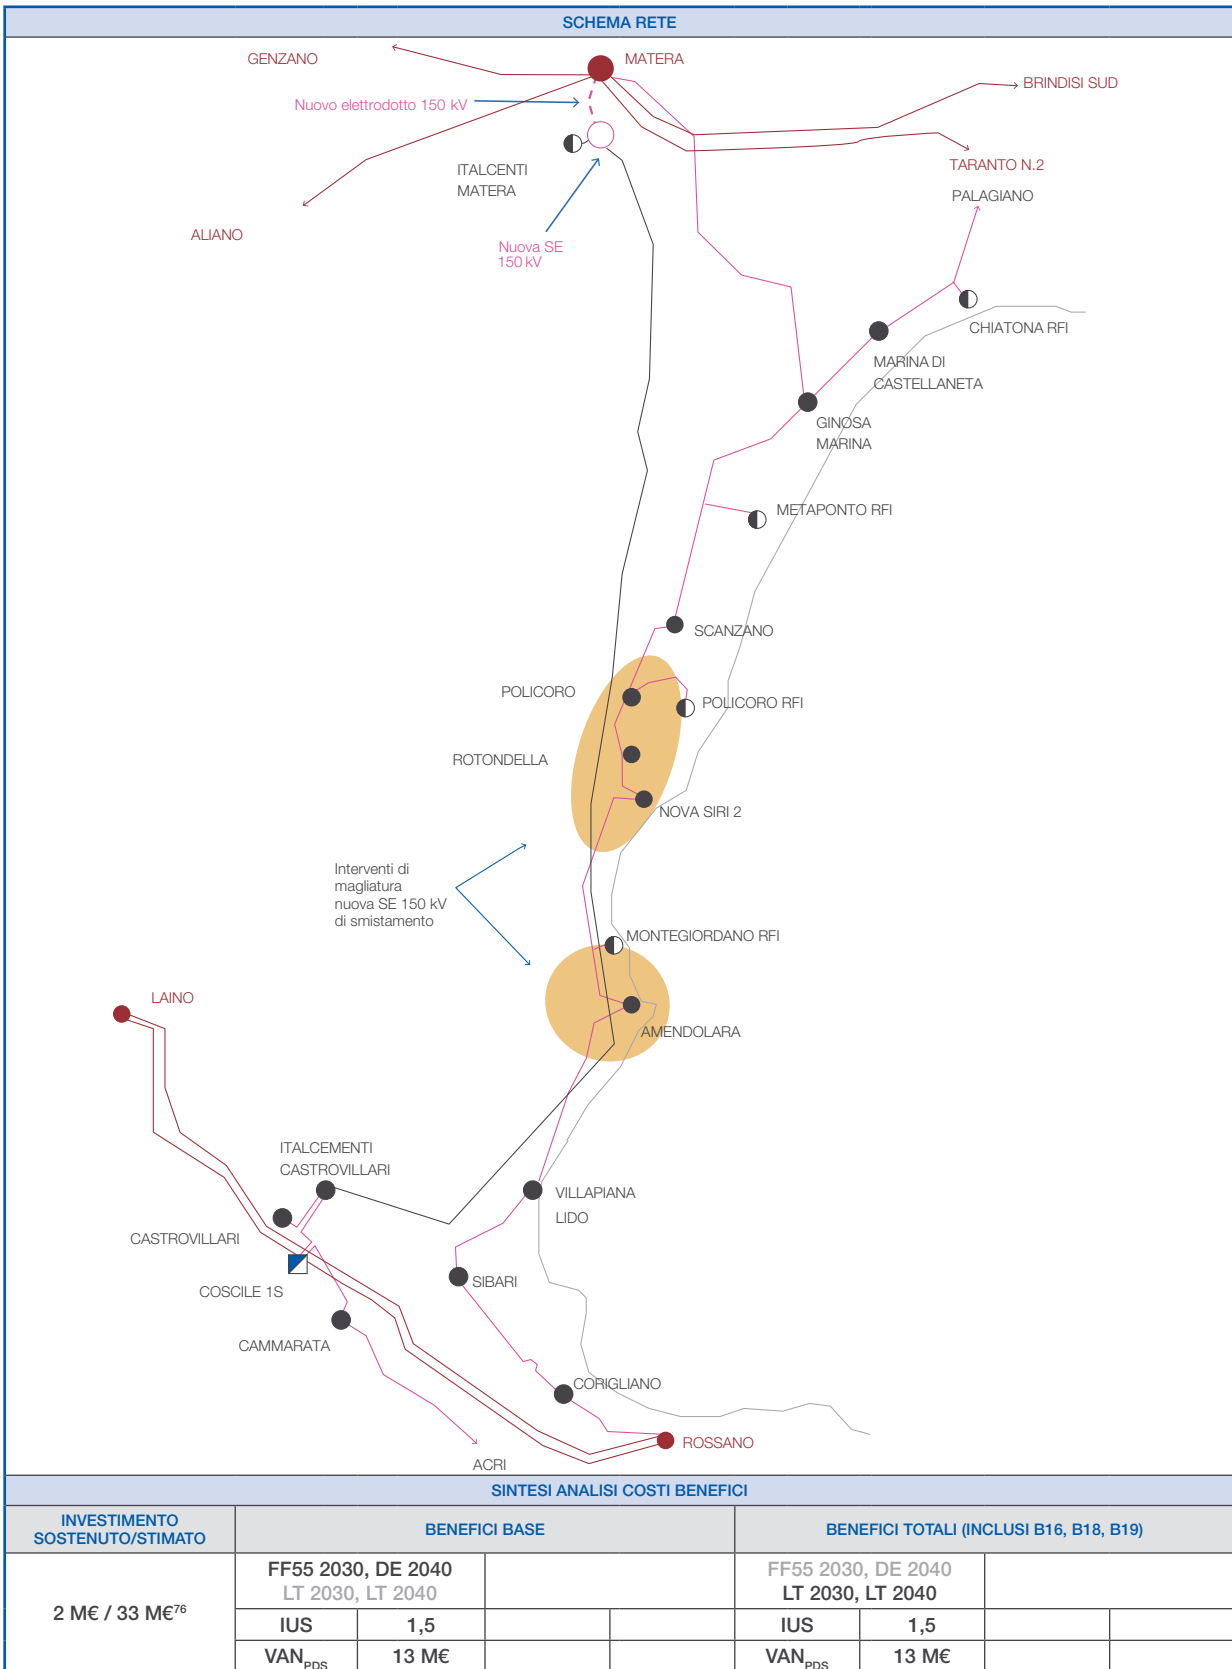 SCHEMA RETE
GENZANO
MATERA
BRINDISI SUD
Nuovo elettrodotto 150 kV
ITALCENTI
MATERA
TARANTO N.2
PALAGIANO
ALIANO
Nuova SE
150 kV
CHIATONA RFI
MARINA DI
CASTELLANETA
GINOSA
MARINA
METAPONTO RFI
SCANZANO
POLICORO
POLICORO RFI
ROTONDELLA
NOVA SIRI 2
Interventi di
magliatura
nuova SE 150 kV
di smistamento
MONTEGIORDANO RFI
LAINO
AMENDOLARA
ITALCEMENTI
CASTROVILLARI
VILLAPIANA
LIDO
CASTROVILLARI
COSCILE 1S
SIBARI
CAMMARATA
CORIGLIANO
ROSSANO
ACRI
SINTESI ANALISI COSTI BENEFICI
INVESTIMENTO
SOSTENUTO/STIMATO
BENEFICI BASE
BENEFICI TOTALI (INCLUSI B16, B18, B19)
2 M€ / 33 M€76
FF55 2030, DE 2040
LT 2030, LT 2040
FF55 2030, DE 2040
LT 2030, LT 2040
IUS 1,5
IUS 1,5
VANPDS 13 M€
VANPDS 13 M€